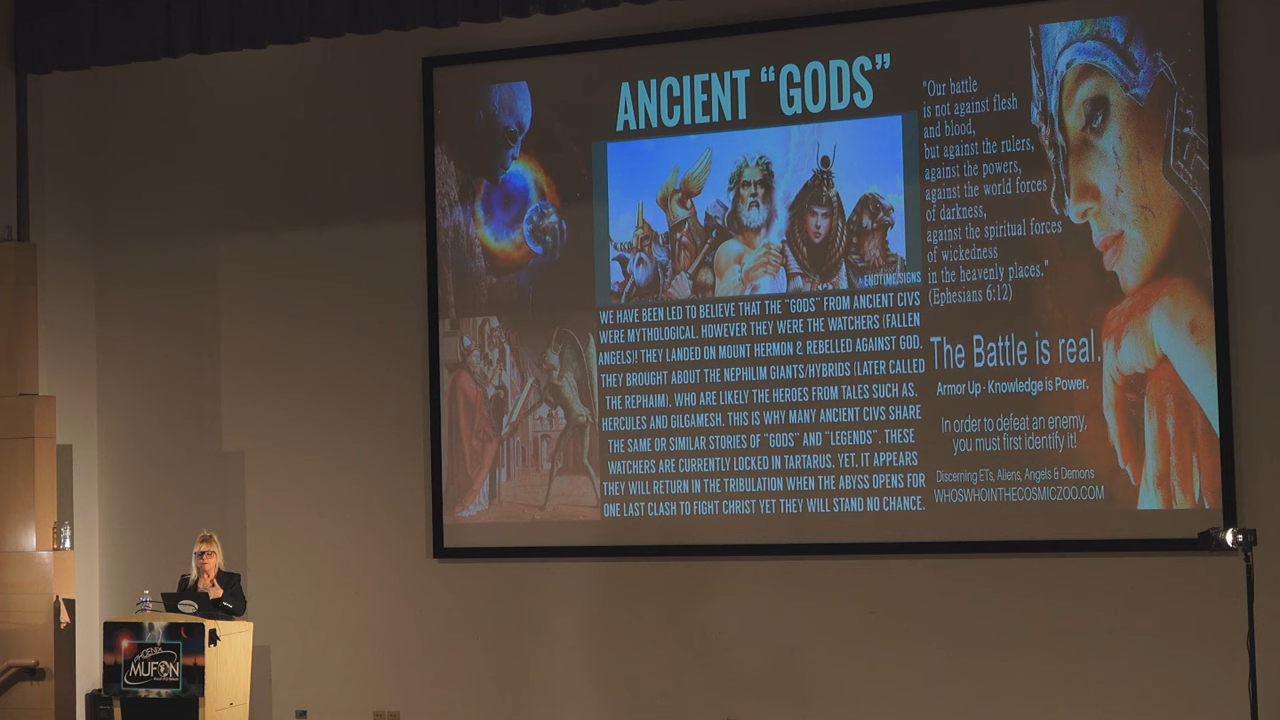 ANCIENT "GODS"
ENDTIME SIGNS
WE HAVE BEEN LED TO BELIEVE THAT THE "GODS" FROM ANCIENT CIVS
WERE MYTHOLOGICAL. HOWEVER THEY WERE THE WATCHERS (FALLEN
ANGELS)! THEY LANDED ON MOUNT HERMON & REBELLED AGAINST GOD.
THEY BROUGHT ABOUT THE NEPHILIM GIANTS/HYBRIDS (LATER CALLED
THE REPHAIM), WHO ARE LIKELY THE HEROES FROM TALES SUCH AS.
HERCULES AND GILGAMESH. THIS IS WHY MANY ANCIENT CIVS SHARE
THE SAME OR SIMILAR STORIES OF "GODS" AND "LEGENDS". THESE
WATCHERS ARE CURRENTLY LOCKED IN TARTARUS. YET, IT APPEARS
THEY WILL RETURN IN THE TRIBULATION WHEN THE ABYSS OPENS FOR
ONE LAST CLASH TO FIGHT CHRIST YET THEY WILL STAND NO CHANCE.
"Our battle
is not against flesh
and blood,
but against the rulers,
against the powers,
against the world forces
of darkness,
against the spiritual forces
of wickedness
in the heavenly places."
(Ephesians 6:12)
The Battle is real.
Armor Up - Knowledge is Power.
In order to defeat an enemy,
you must first identify it!
Discerning ETs, Aliens, Angels & Demons
WHOSWHOINTHECOSMICZOO.COM
PHOENIX
MUFON